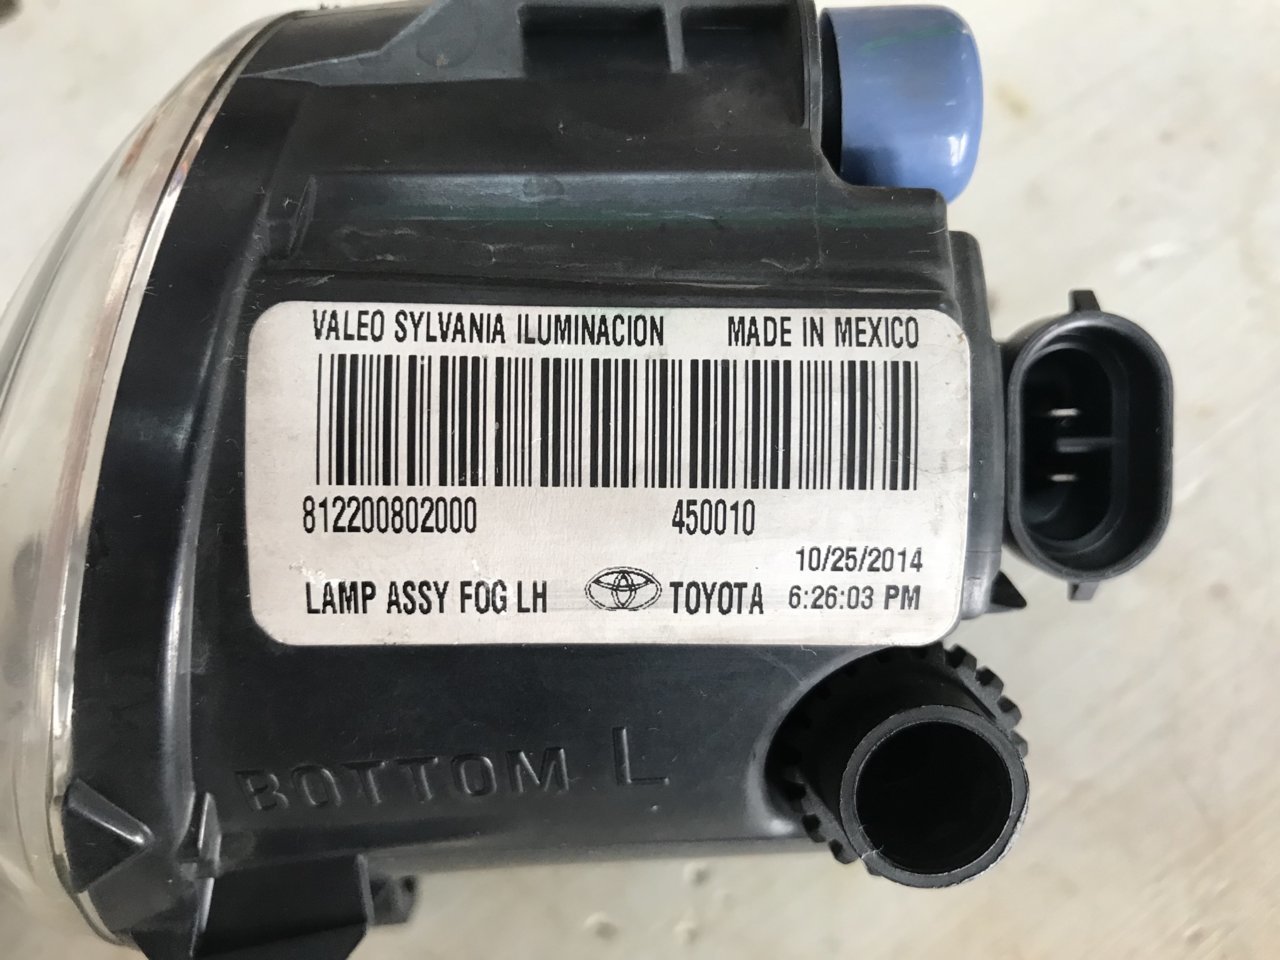 VALEO SYLVANIA ILUMINACION MADE IN MEXICO
812200802000 450010
10/25/2014
LAMP ASSY FOG LH TOYOTA 6:26:03 PM
BOTTOM L